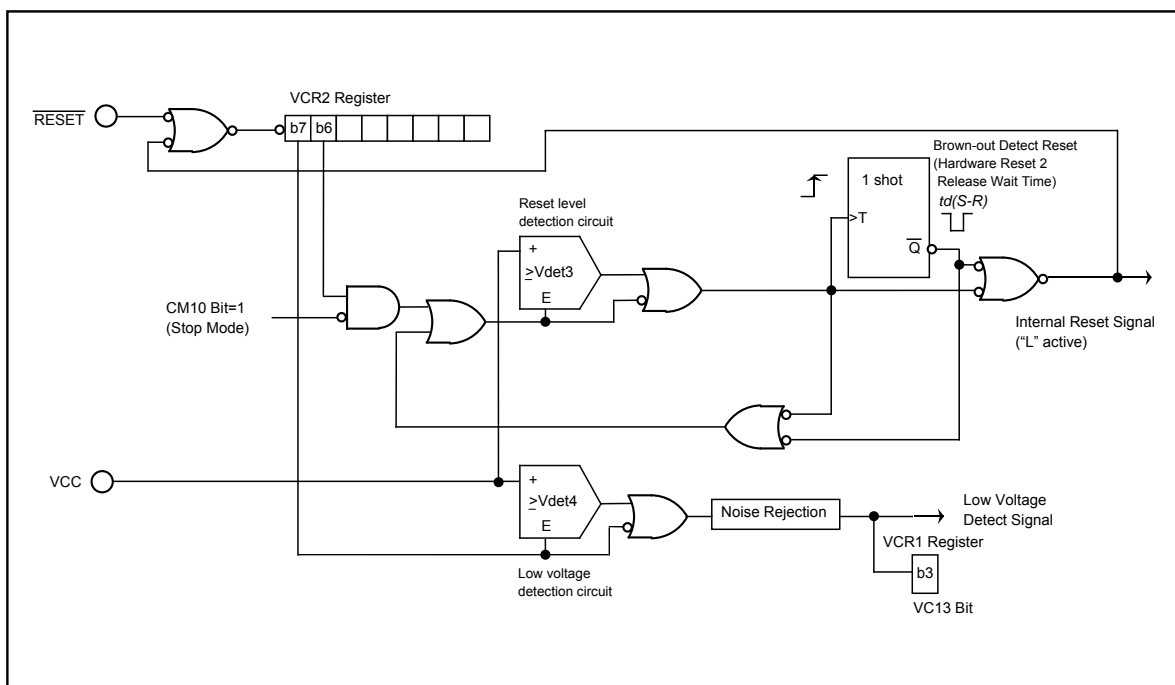 VCR2 Register
RESET
b7 b6
Brown-out Detect Reset
(Hardware Reset 2
Release Wait Time)
td(S-R)
1 shot
>T
Q
Reset level
detection circuit
+
≥Vdet3
E
CM10 Bit=1
(Stop Mode)
Internal Reset Signal
(“L” active)
VCC
+
≥Vdet4
E
Noise Rejection
Low Voltage
Detect Signal
VCR1 Register
b3
VC13 Bit
Low voltage
detection circuit